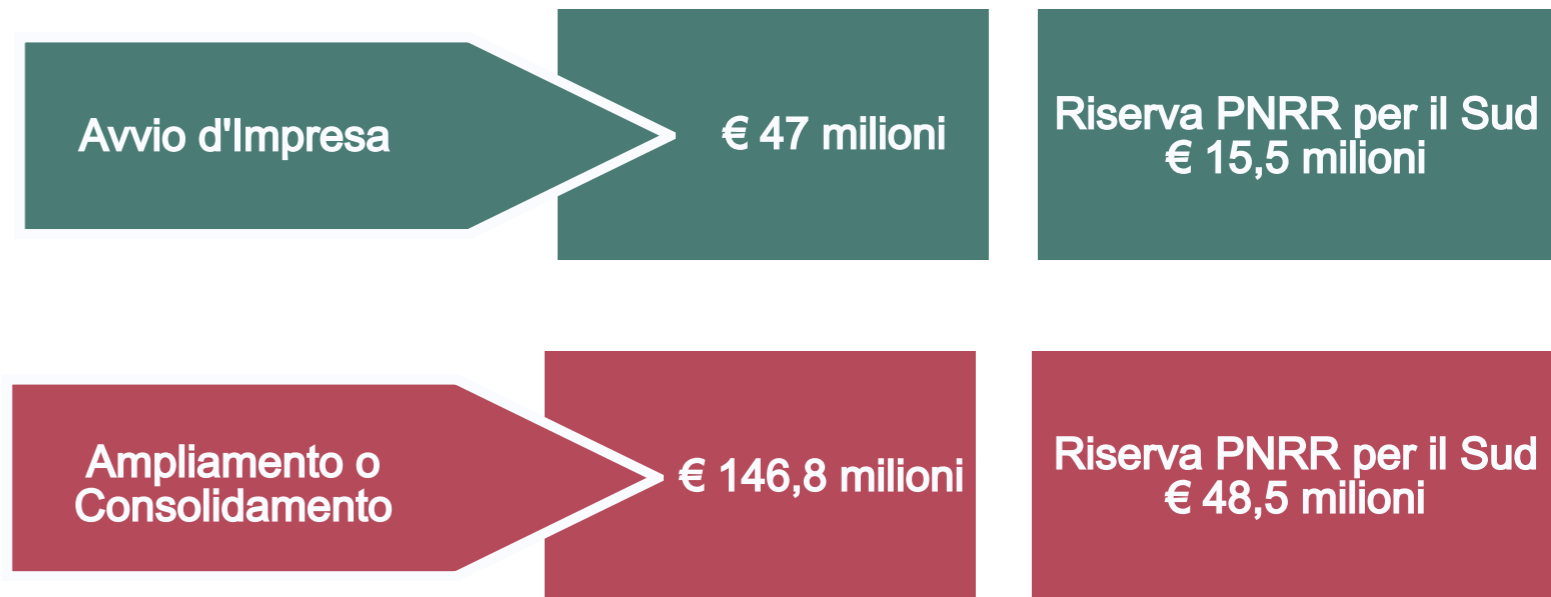 Avvio d'Impresa
€ 47 milioni
Riserva PNRR per il Sud
€ 15,5 milioni
Ampliamento o
Consolidamento
€ 146,8 milioni
Riserva PNRR per il Sud
€ 48,5 milioni